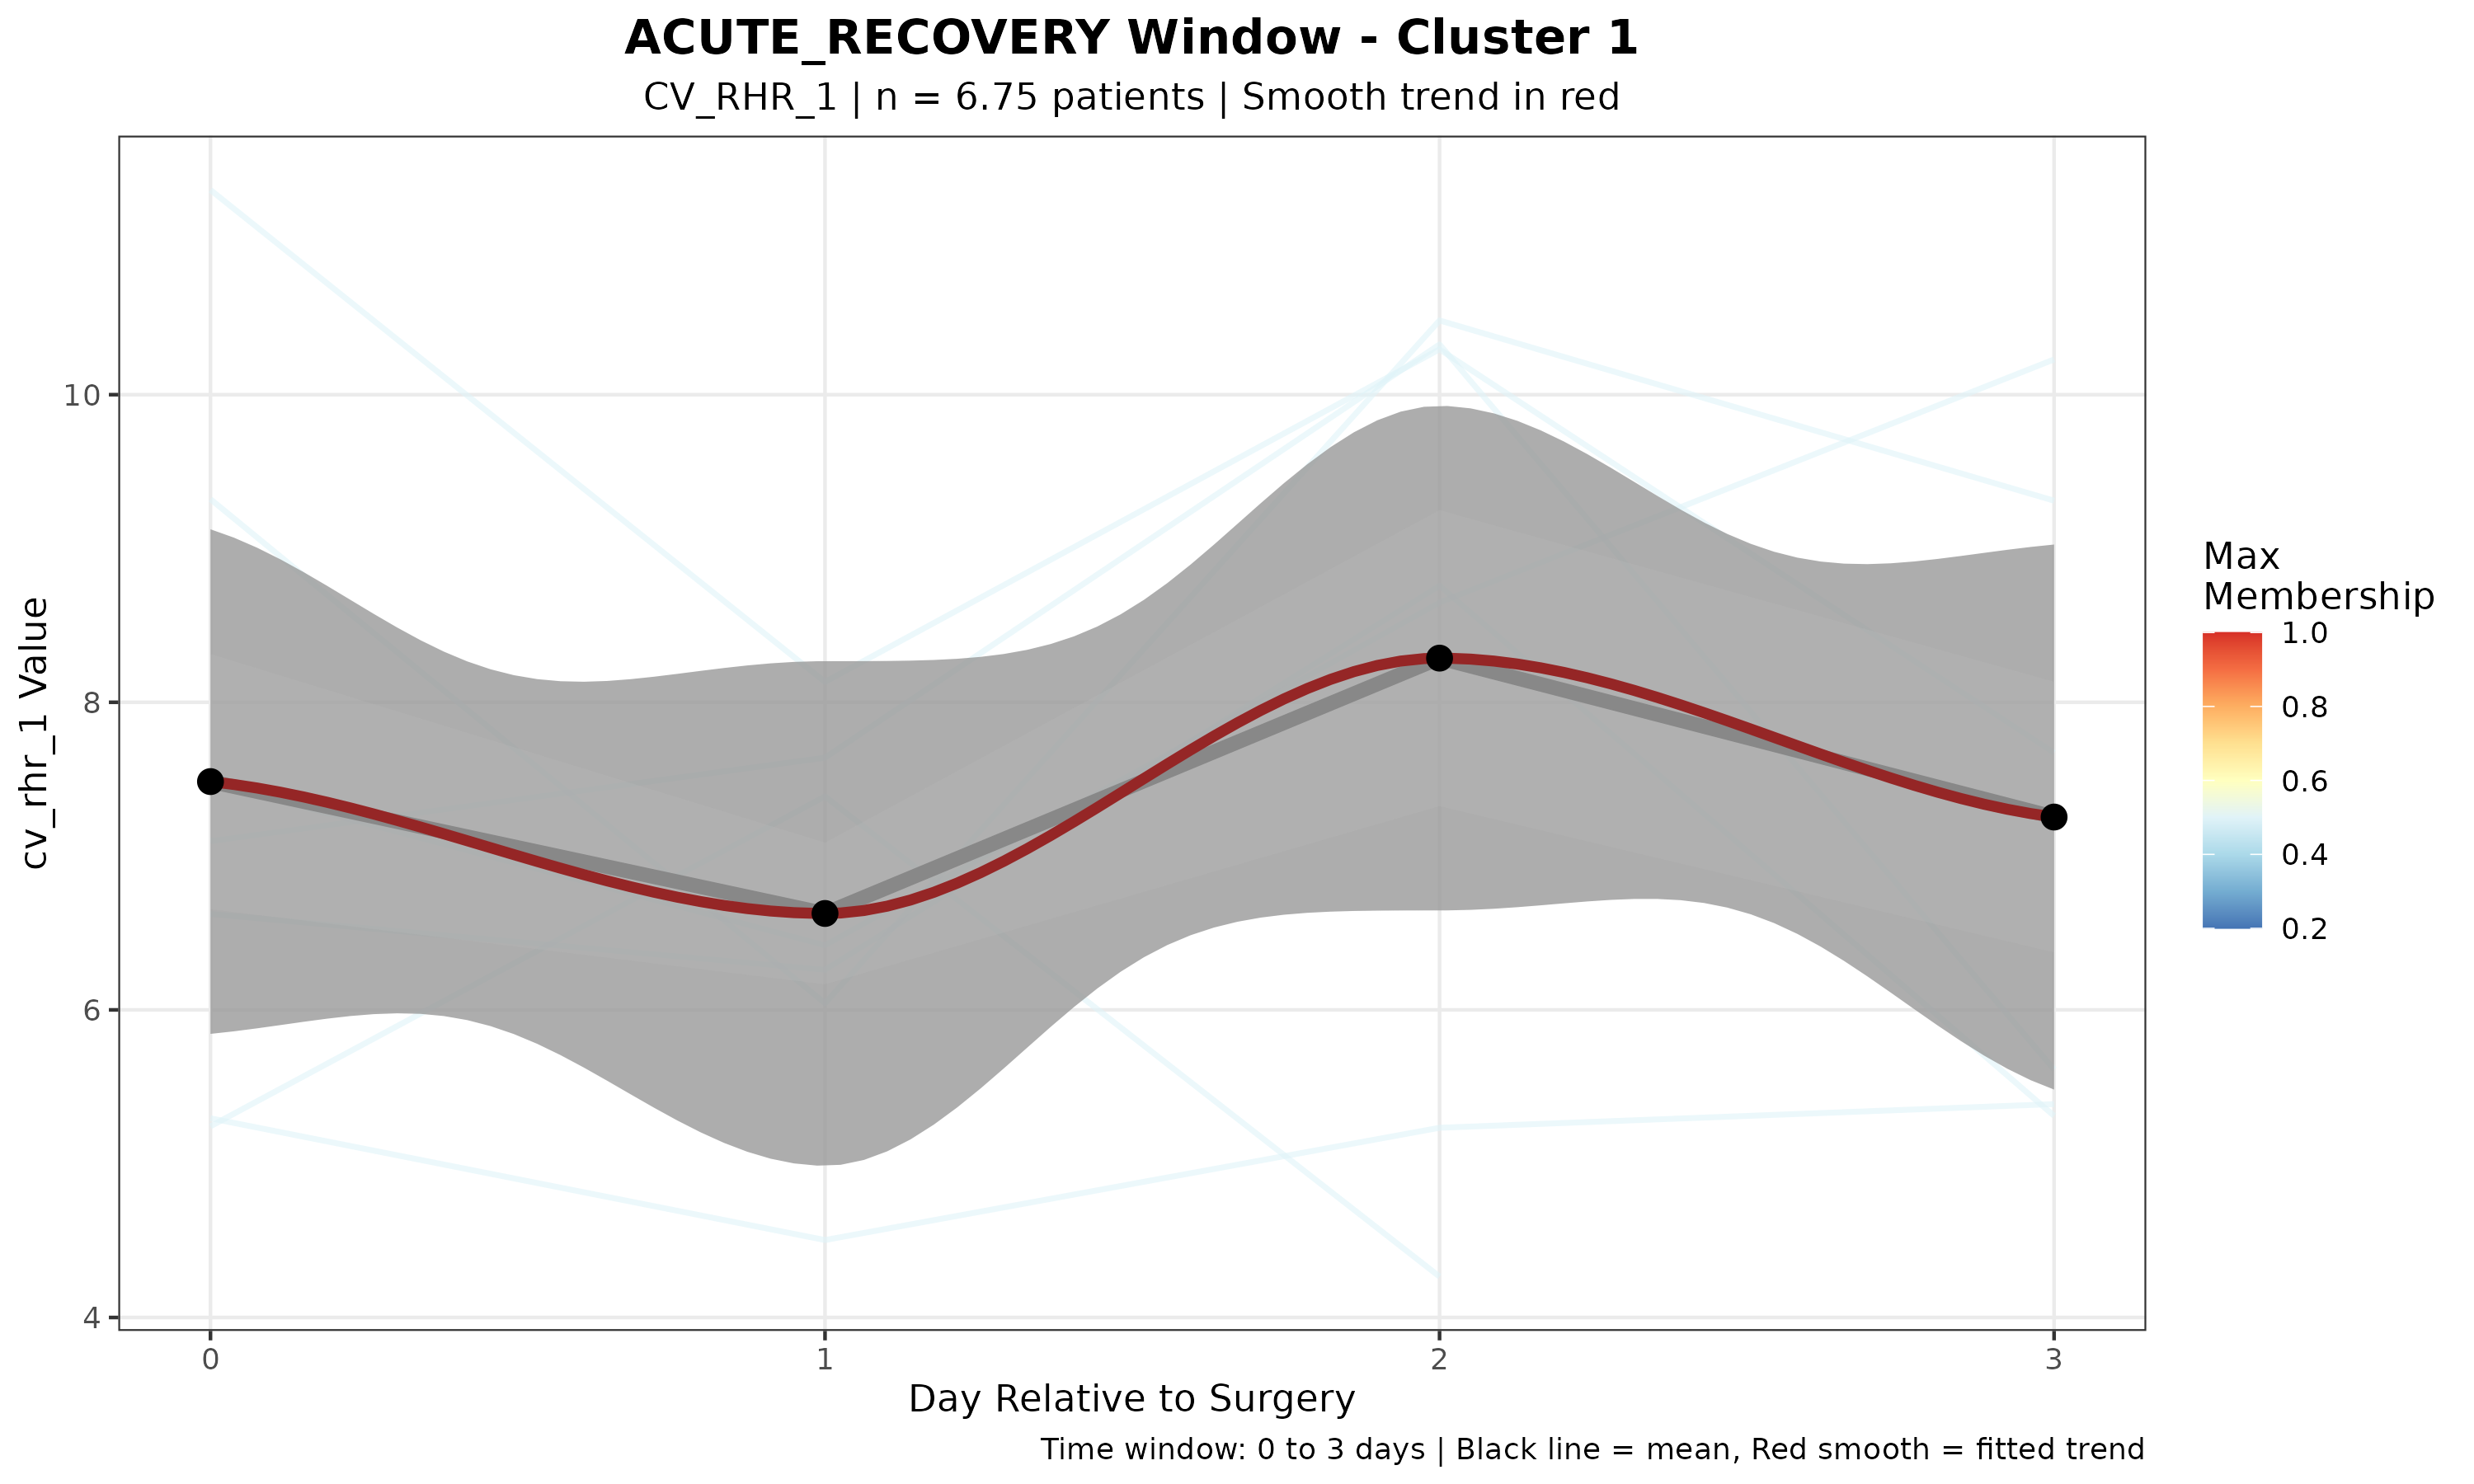 ACUTE_RECOVERY Window - Cluster 1
CV_RHR_1 | n = 6.75 patients | Smooth trend in red
cv_rhr_1 Value
10
8
6
4
0
1
2
3
Day Relative to Surgery
Max
Membership
1.0
0.8
0.6
0.4
0.2
Time window: 0 to 3 days | Black line = mean, Red smooth = fitted trend